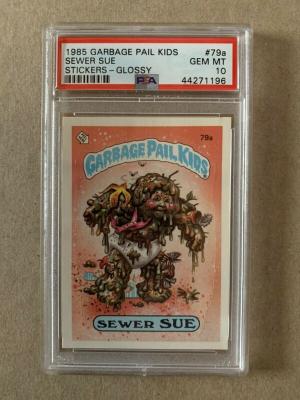 1985 GARBAGE PAIL KIDS #79a
SEWER SUE GEM MT
STICKERS-GLOSSY PSA 10
44271196
79a
GARBAGE PAIL KIDS
SEWER SUE